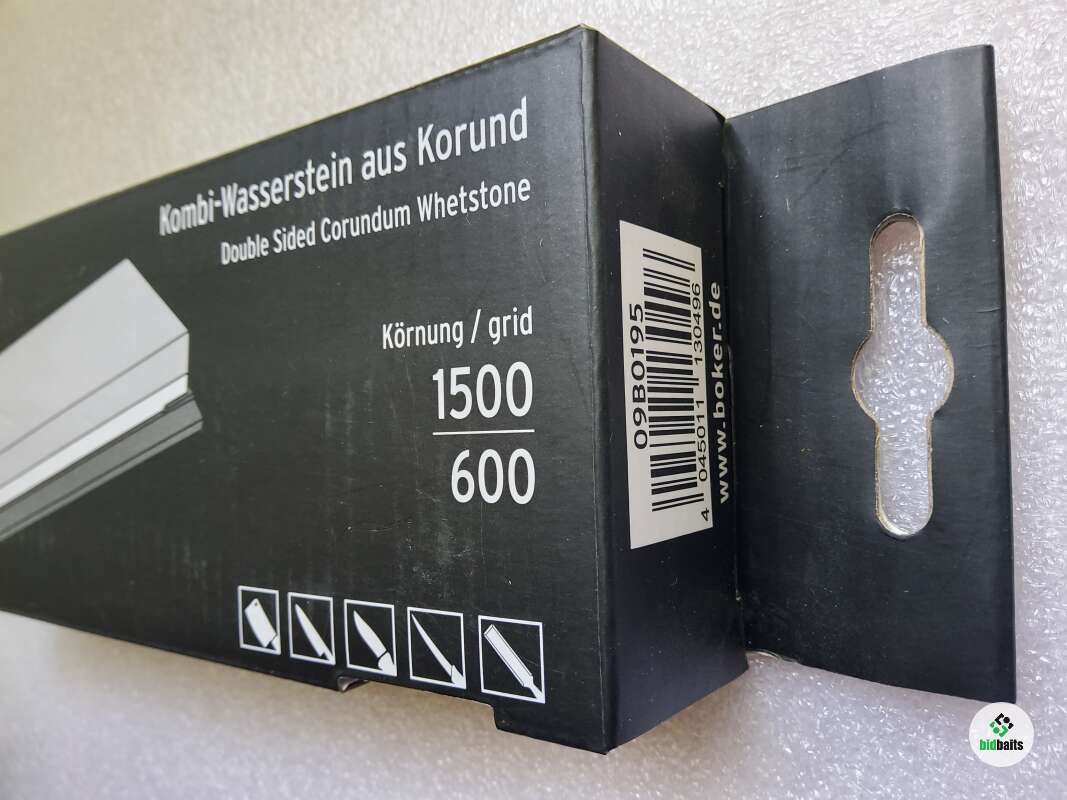 Kombi-Wasserstein aus Korund
Double Sided Corundum Whetstone
Körnung / grid
1500
600
09B0195
4 045011 130496
www.boker.de
bidbaits